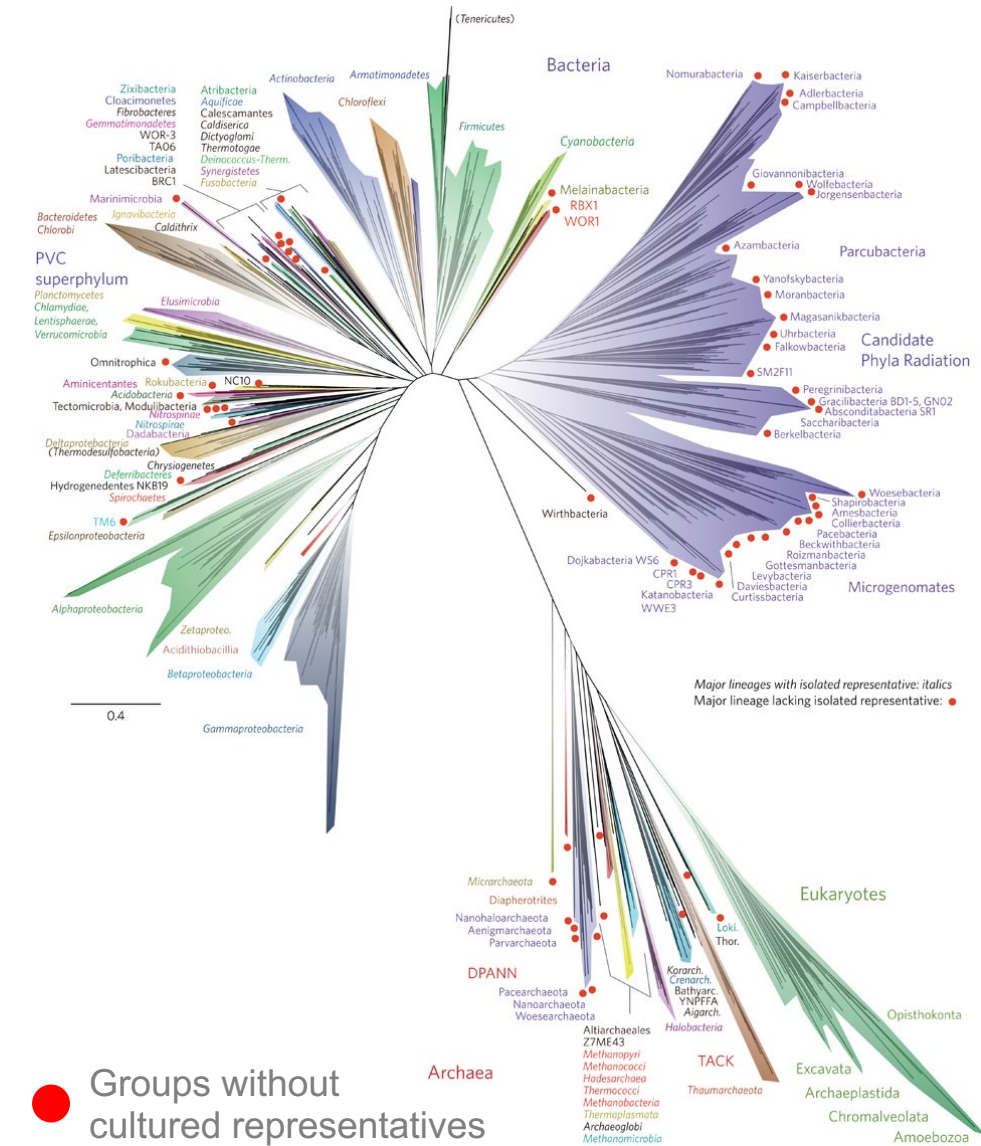 (Tenericutes)
Bacteria
Actinobacteria
Armatimonadetes
Nomurabacteria
Kaiserbacteria
Zixibacteria
Cloacimonetes
Fibrobacteres
Gemmatimonadetes
WOR-3
TA06
Poribacteria
Latescibacteria
BRC1
Atribacteria
Aquificae
Calescamantes
Caldiserica
Dictyoglomi
Thermotogae
Deinococcus-Therm.
Synergistetes
Fusobacteria
Chloroflexi
Firmicutes
Cyanobacteria
Melainabacteria
RBX1
WOR1
Adlerbacteria
Campbellbacteria
Giovannonibacteria
Wolfebacteria
Jorgensenbacteria
Azambacteria
Parcubacteria
Yanofskybacteria
Moranbacteria
Magasanikbacteria
Uhrbacteria
Falkowbacteria
Candidate
Phyla Radiation
SM2F11
Peregrinibacteria
Gracilibacteria BD1-5, GN02
Absconditabacteria SR1
Saccharibacteria
Berkelbacteria
Marinimicrobia
Bacteroidetes
Chlorobi
Ignavibacteria
Caldithrix
PVC
superphylum
Planctomycetes
Chlamydiae,
Lentisphaerae,
Verrucomicrobia
Elusimicrobia
Omnitrophica
Aminicentantes
Rokubacteria
NC10
Acidobacteria
Tectomicrobia, Modulibacteria
Nitrospinae
Nitrospirae
Dadabacteria
Deltaprotebacteria
(Thermodesulfobacteria)
Chrysiogenetes
Deferribacteres
Hydrogenedentes NKB19
Spirochaetes
TM6
Epsilonproteobacteria
Alphaproteobacteria
Zetaproteo.
Acidithiobacillia
Betaproteobacteria
Gammaproteobacteria
0.4
Wirthbacteria
Woesebacteria
Shapirobacteria
Amesbacteria
Collierbacteria
Pacebacteria
Beckwithbacteria
Roizmanbacteria
Gottesmanbacteria
Levybacteria
Daviesbacteria
Curtissbacteria
Microgenomates
Dojkabacteria WS6
CPR1
CPR3
Katanobacteria
WWE3
Major lineages with isolated representative: italics
Major lineage lacking isolated representative:
Micrarchaeota
Diapherotrites
Nanohaloarchaeota
Aenigmarchaeota
Parvarchaeota
DPANN
Pacearchaeota
Nanoarchaeota
Woesearchaeota
Altiarchaeales
Z7ME43
Methanopyri
Methanococci
Hadesarchaea
Thermococci
Methanobacteria
Thermoplasmata
Archaeoglobi
Methanomicrobia
Halobacteria
Korarch.
Crenarch.
Bathyarc.
YNPFFA
Aigarch.
Loki.
Thor.
TACK
Thaumarchaeota
Archaea
Eukaryotes
Opisthokonta
Excavata
Archaeplastida
Chromalveolata
Amoebozoa
Groups without
cultured representatives